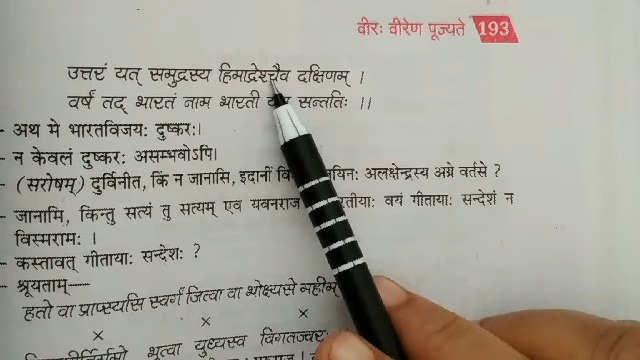 वीरः वीरेण पूज्यते 193
उत्तरं यत् समुद्रस्य हिमाद्रेश्चैव दक्षिणम् ।
वर्षं तद् भारतं नाम भारती सन्ततिः ।।
- अथ मे भारतविजयः दुष्करः।
- न केवलं दुष्करः असम्भवोऽपि।
- (सरोषम्) दुर्विनीत, किं न जानासि, इदानीं अलक्षेन्द्रस्य अग्रे वर्तसे ?
- जानामि, किन्तु सत्यं तु सत्यम् एव यवनराज वयं गीतायाः सन्देशं न
विस्मरामः ।
- कस्तावत् गीतायाः सन्देशः ?
- श्रूयताम्—
हतो वा प्राप्स्यसि स्वर्गं जित्वा वा भोक्ष्यसे महीम्
× × ×
भूत्वा युध्यस्व विगतज्वरः